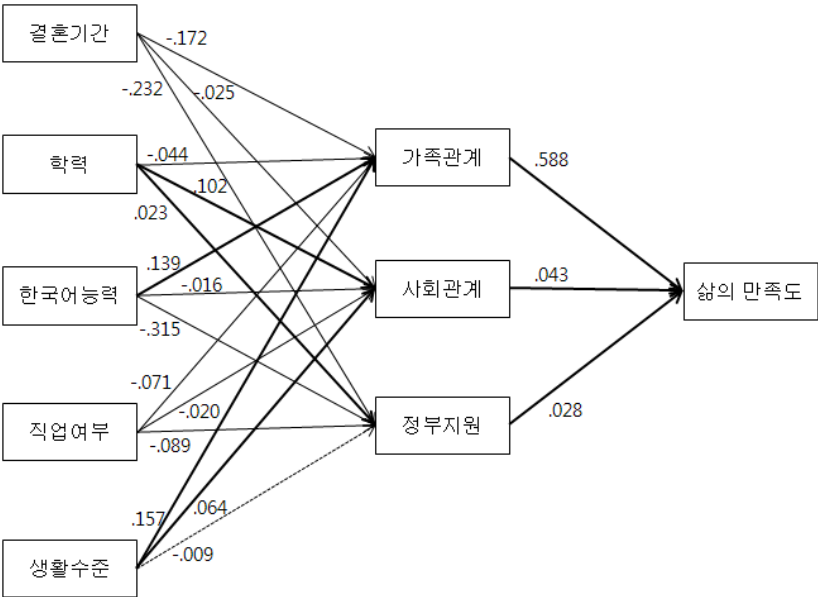 결혼기간
-.172
-.232
-.025
학력
-.044
.102
.023
가족관계
.588
한국어능력
.139
-.016
-.315
사회관계
.043
삶의 만족도
직업여부
-.071
-.020
-.089
정부지원
.028
생활수준
.157
.064
-.009